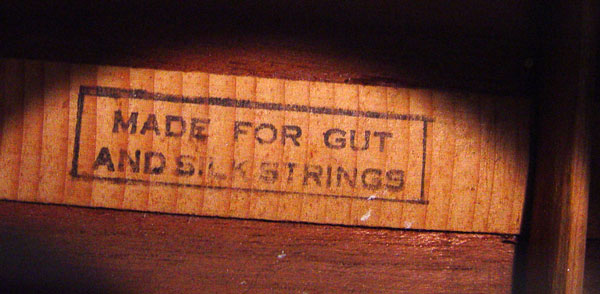 MADE FOR GUT
AND SILK STRINGS